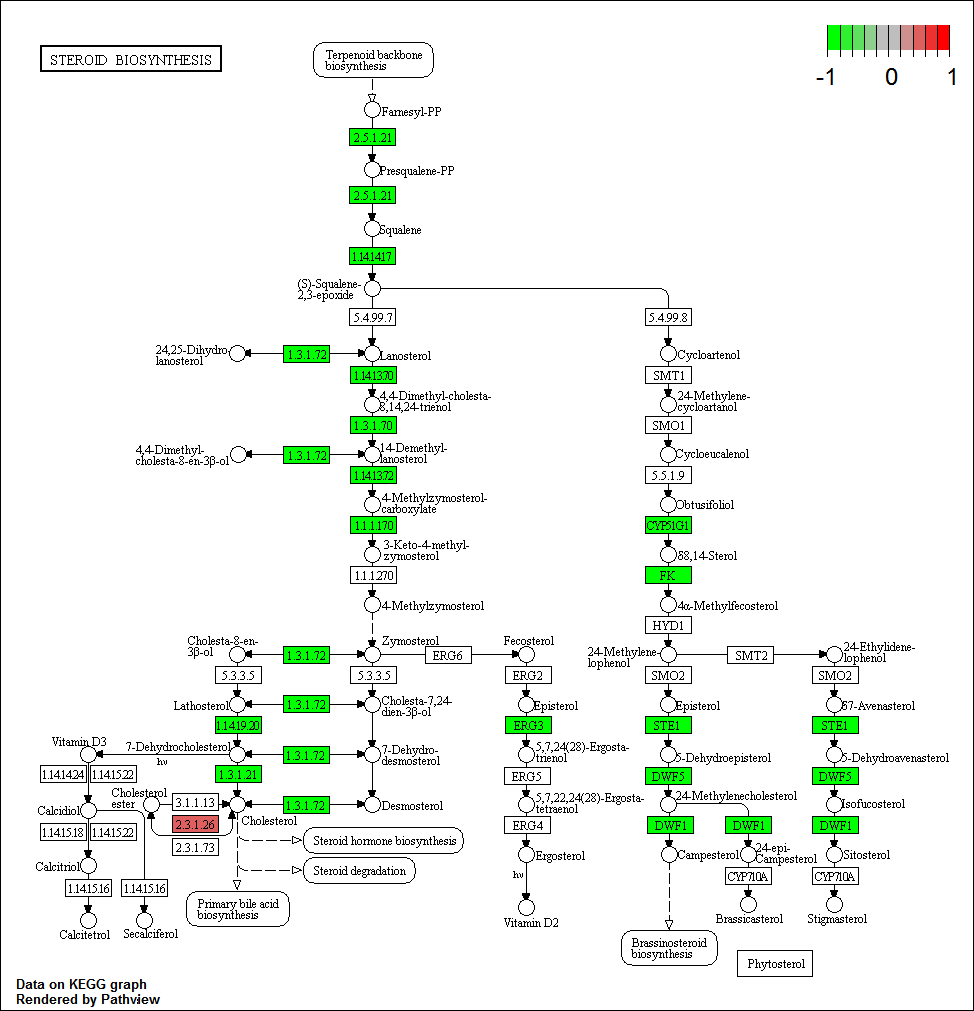 STEROID BIOSYNTHESIS
-1 0 1
Terpenoid backbone
biosynthesis
Farnesyl-PP
2.5.1.21
Presqualene-PP
2.5.1.21
Squalene
1.14.14.17
(S)-Squalene-
2,3-epoxide
5.4.99.7
5.4.99.8
24,25-Dihydro
lanosterol
1.3.1.72
Lanosterol
Cycloartenol
1.14.13.70
SMT1
4,4-Dimethyl-cholesta-
8,14,24-trienol
24-Methylene-
cycloartanol
1.3.1.70
SMO1
4,4-Dimethyl-
cholesta-8-en-3β-ol
1.3.1.72
14-Demethyl-
lanosterol
Cycloeucalenol
1.14.13.72
5.5.1.9
4-Methylzymosterol-
carboxylate
Obtusifoliol
1.1.1.170
CYP51G1
3-Keto-4-methyl-
zymosterol
δ8,14-Sterol
1.1.1.270
FK
4-Methylzymosterol
4α-Methylfecosterol
HYD1
Cholesta-8-en-
3β-ol
1.3.1.72
Zymosterol
ERG6
Fecosterol
24-Methylene-
lophenol
SMT2
24-Ethylidene-
lophenol
5.3.3.5
5.3.3.5
ERG2
SMO2
SMO2
Lathosterol
1.3.1.72
Cholesta-7,24-
dien-3β-ol
Episterol
Episterol
δ7-Avenasterol
1.14.19.20
ERG3
STE1
STE1
Vitamin D3
7-Dehydrocholesterol
hν
1.3.1.72
7-Dehydro-
desmosterol
5,7,24(28)-Ergosta-
trienol
5-Dehydroepisterol
5-Dehydroavenasterol
1.14.14.24
1.14.15.22
1.3.1.21
ERG5
DWF5
DWF5
Calcidiol
Cholesterol
ester
3.1.1.13
Cholesterol
1.3.1.72
Desmosterol
5,7,22,24(28)-Ergosta-
tetraenol
24-Methylenecholesterol
Isofucosterol
1.14.15.18
1.14.15.22
2.3.1.26
ERG4
DWF1
DWF1
DWF1
2.3.1.73
Steroid hormone biosynthesis
Calcitriol
Steroid degradation
Ergosterol
Campesterol
24-epi-
Campesterol
Sitosterol
1.14.15.16
1.14.15.16
hν
CYP710A
CYP710A
Primary bile acid
biosynthesis
Calcitetrol
Secalciferol
Vitamin D2
Brassicasterol
Stigmasterol
Brassinosteroid
biosynthesis
Phytosterol
Data on KEGG graph
Rendered by Pathview